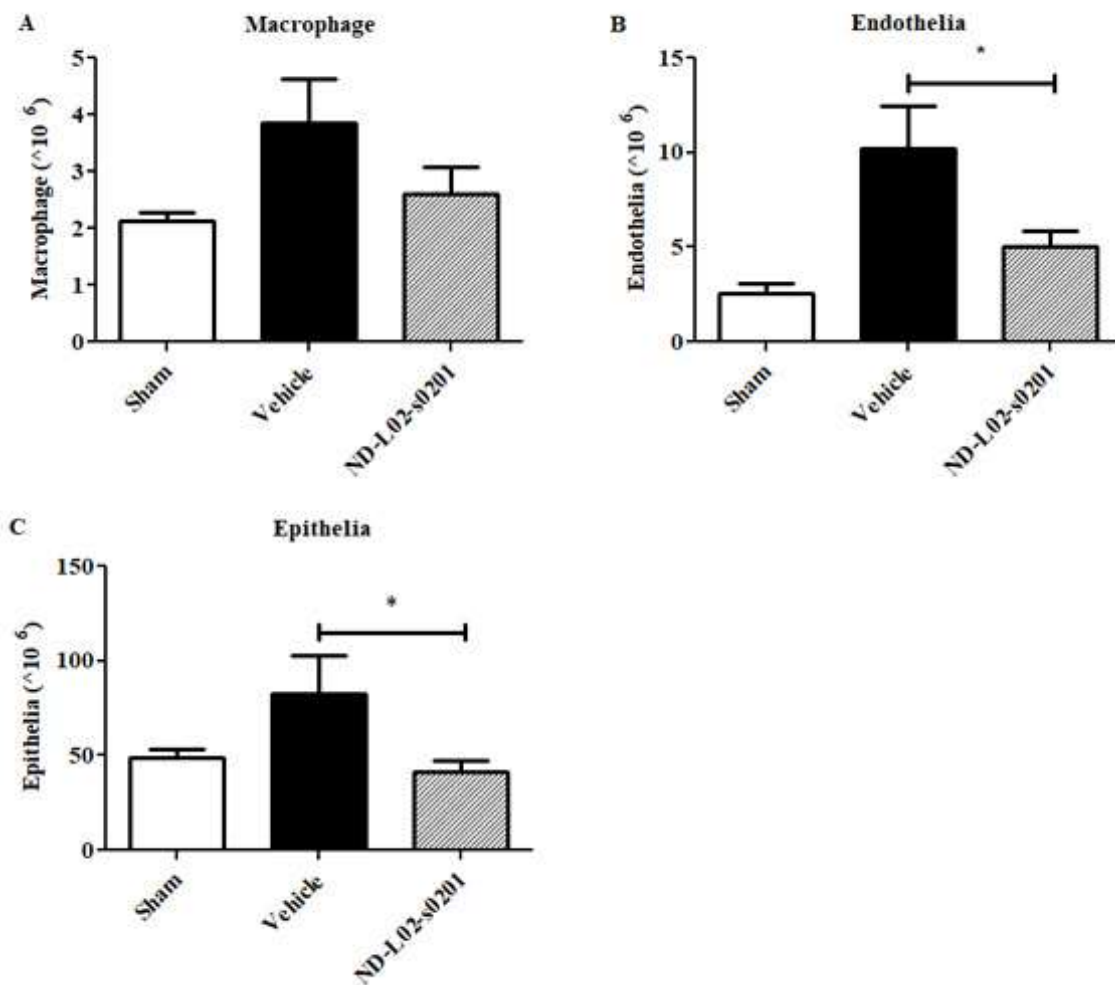 A
Macrophage
Macrophage (^10 6)
5
4
3
2
1
0
Sham
Vehicle
ND-L02-s0201
B
Endothelia
Endothelia (^10 6)
15
10
5
0
*
Sham
Vehicle
ND-L02-s0201
C
Epithelia
Epithelia (^10 6)
150
100
50
0
*
Sham
Vehicle
ND-L02-s0201